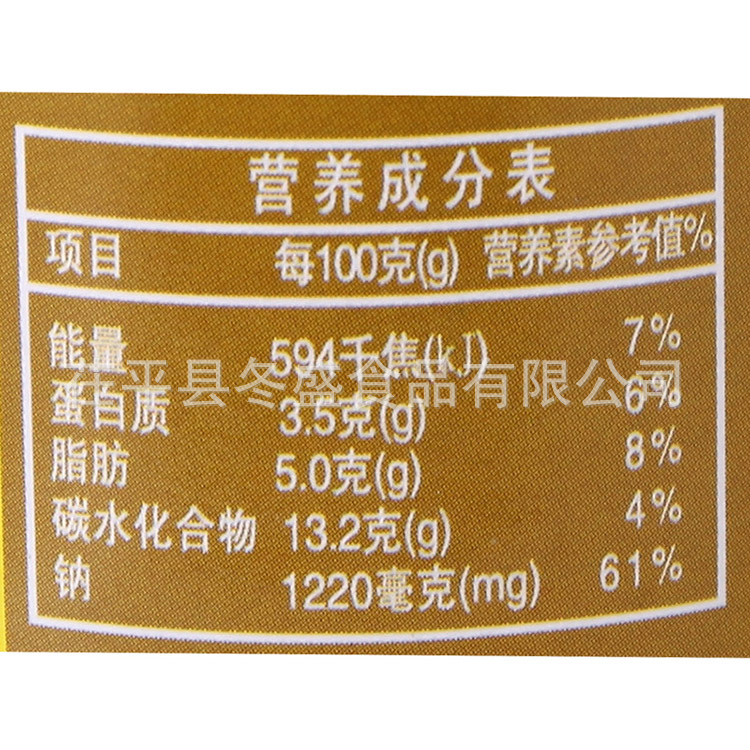 营养成分表
项目 每100克(g) 营养素参考值%
能量 594千焦(kJ) 7%
茌平县冬盛食品有限公司
蛋白质 3.5克(g) 6%
脂肪 5.0克(g) 8%
碳水化合物 13.2克(g) 4%
钠 1220毫克(mg) 61%